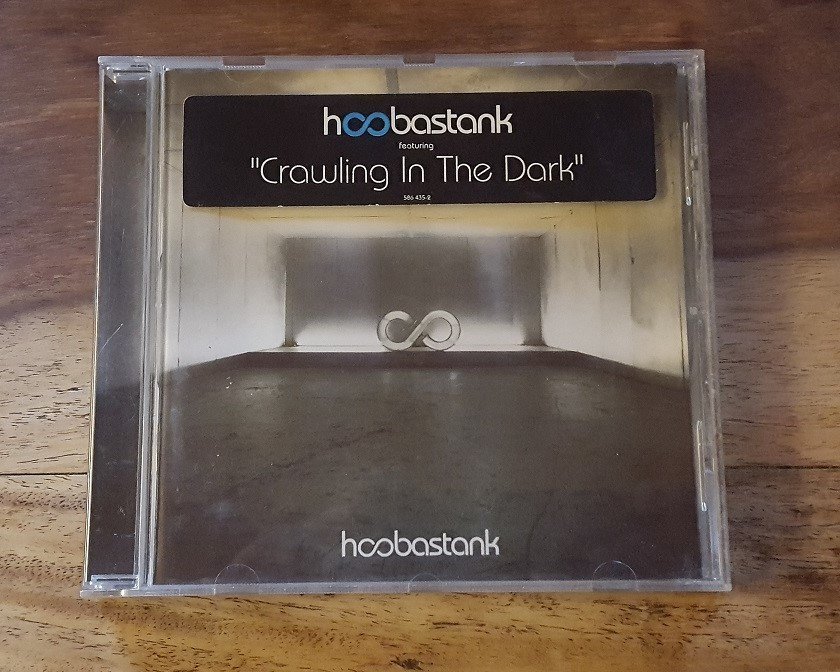 hoobastank
featuring
"Crawling In The Dark"
586 435-2
hoobastank